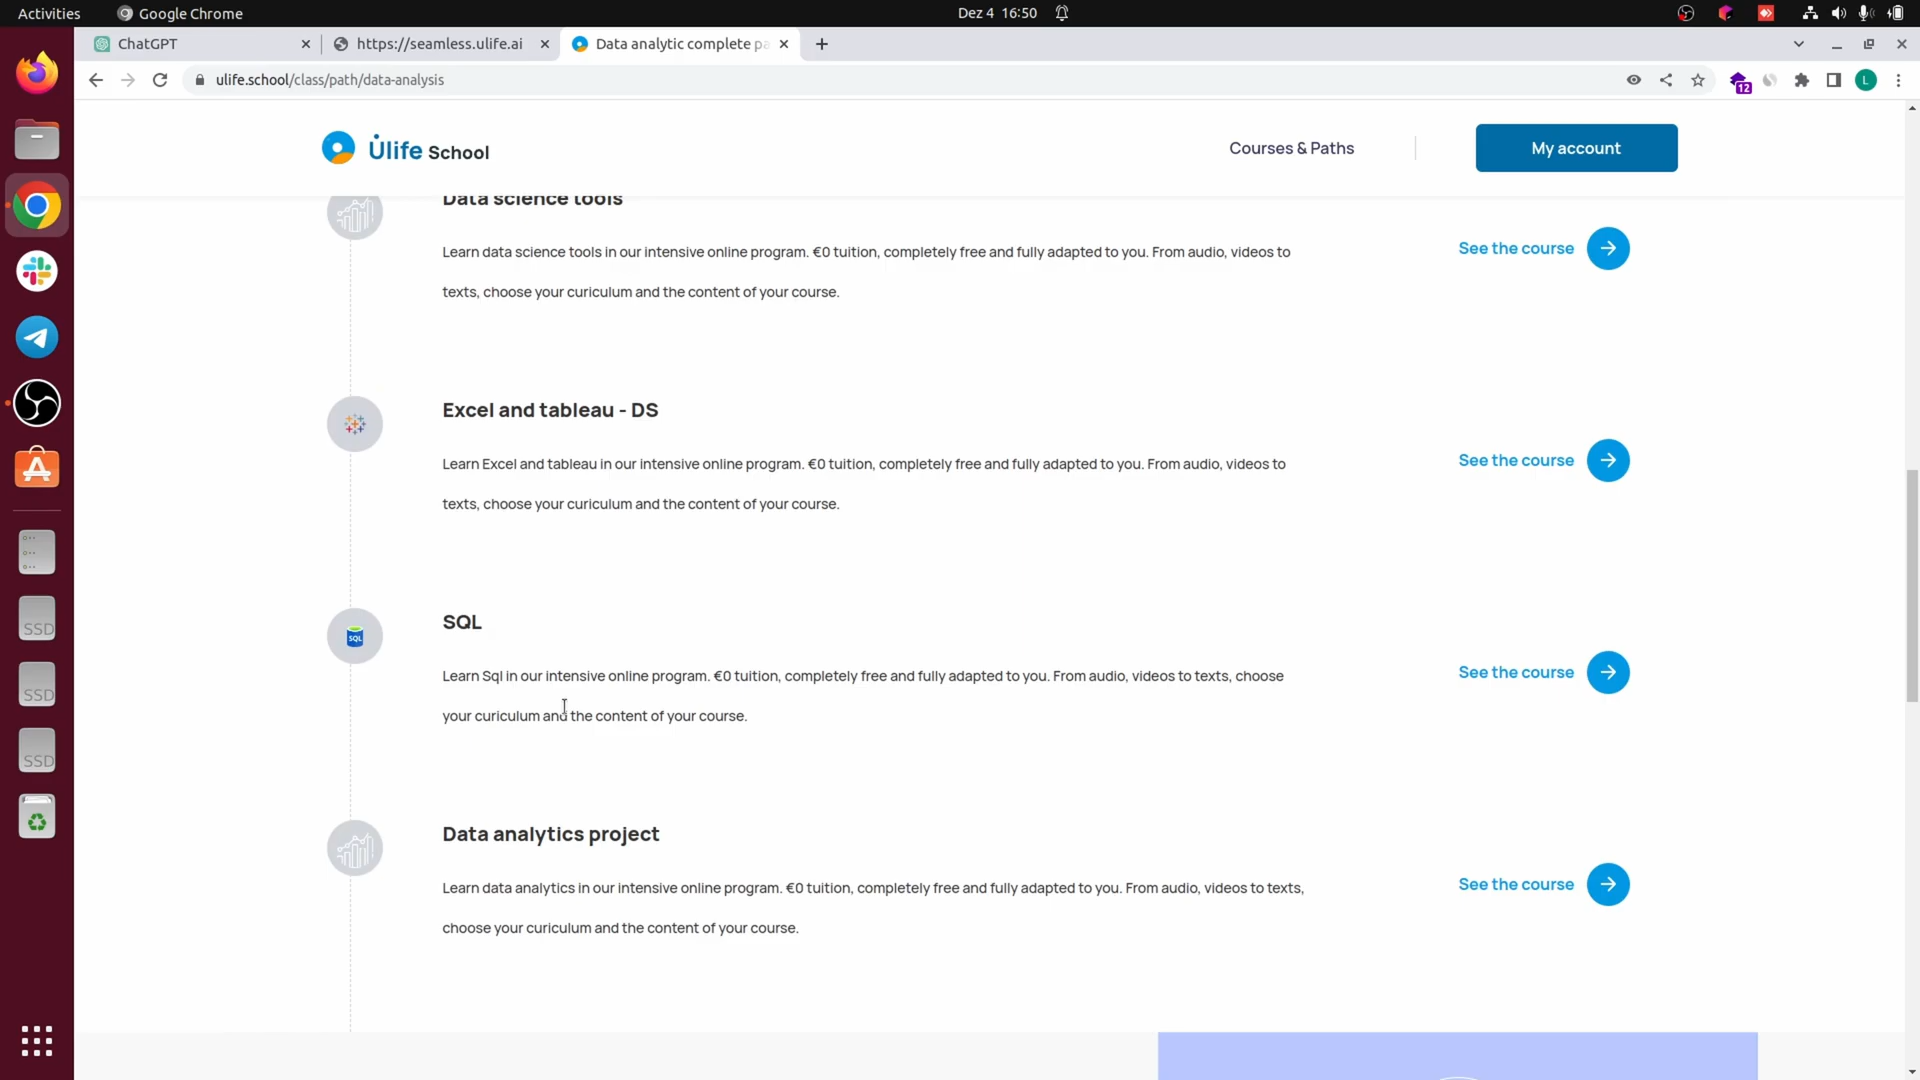 Activities
Google Chrome
Dez 4 16:50
ChatGPT
https://seamless.ulife.ai
Data analytic complete pa
ulife.school/class/path/data-analysis
12
L
U̇life School
Courses & Paths
My account
Data science tools
Learn data science tools in our intensive online program. €0 tuition, completely free and fully adapted to you. From audio, videos to
texts, choose your curiculum and the content of your course.
See the course
Excel and tableau - DS
Learn Excel and tableau in our intensive online program. €0 tuition, completely free and fully adapted to you. From audio, videos to
texts, choose your curiculum and the content of your course.
See the course
SQL
SQL
Learn Sql in our intensive online program. €0 tuition, completely free and fully adapted to you. From audio, videos to texts, choose
your curiculum and the content of your course.
See the course
Data analytics project
Learn data analytics in our intensive online program. €0 tuition, completely free and fully adapted to you. From audio, videos to texts,
choose your curiculum and the content of your course.
See the course
SSD
SSD
SSD